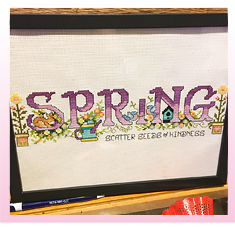 SPRiNG
SCATTER SEEDS of KINDNESS